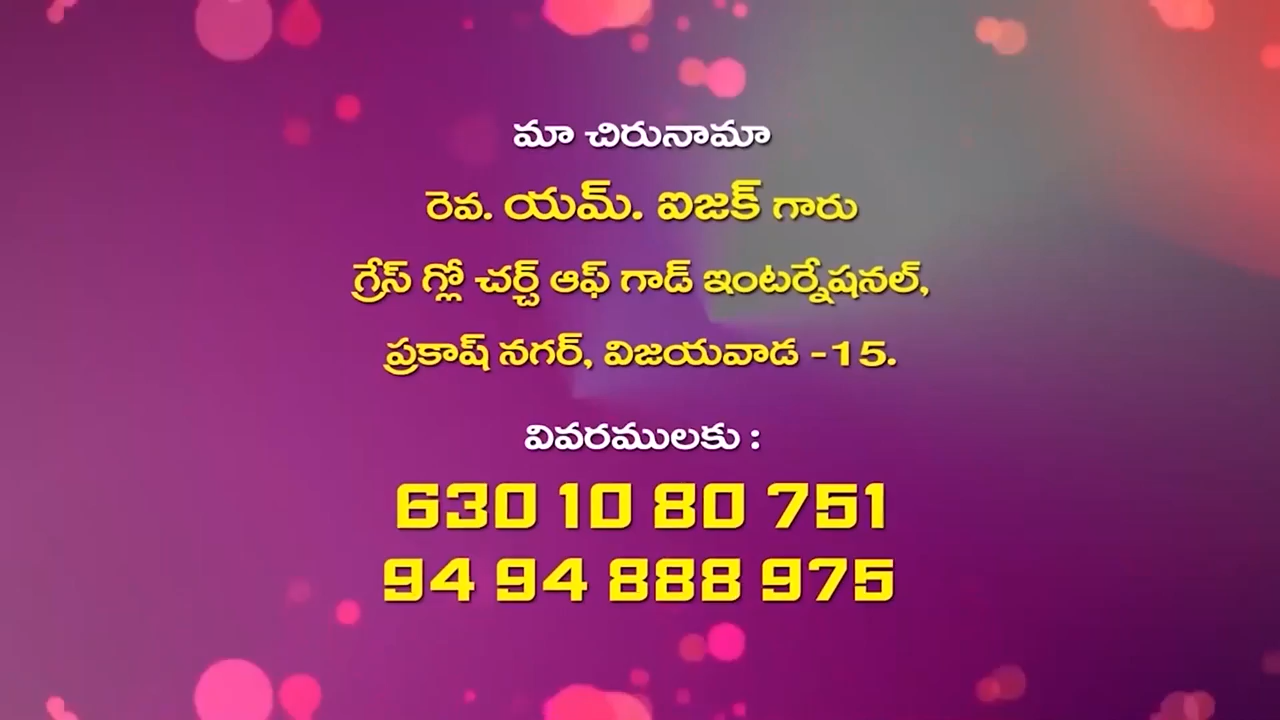 మా చిరునామా
రెవ. యమ్. ఐజక్ గారు
గ్రేస్ గ్లో చర్చ్ ఆఫ్ గాడ్ ఇంటర్నేషనల్,
ప్రకాష్ నగర్, విజయవాడ -15.
వివరములకు :
630 10 80 751
94 94 888 975